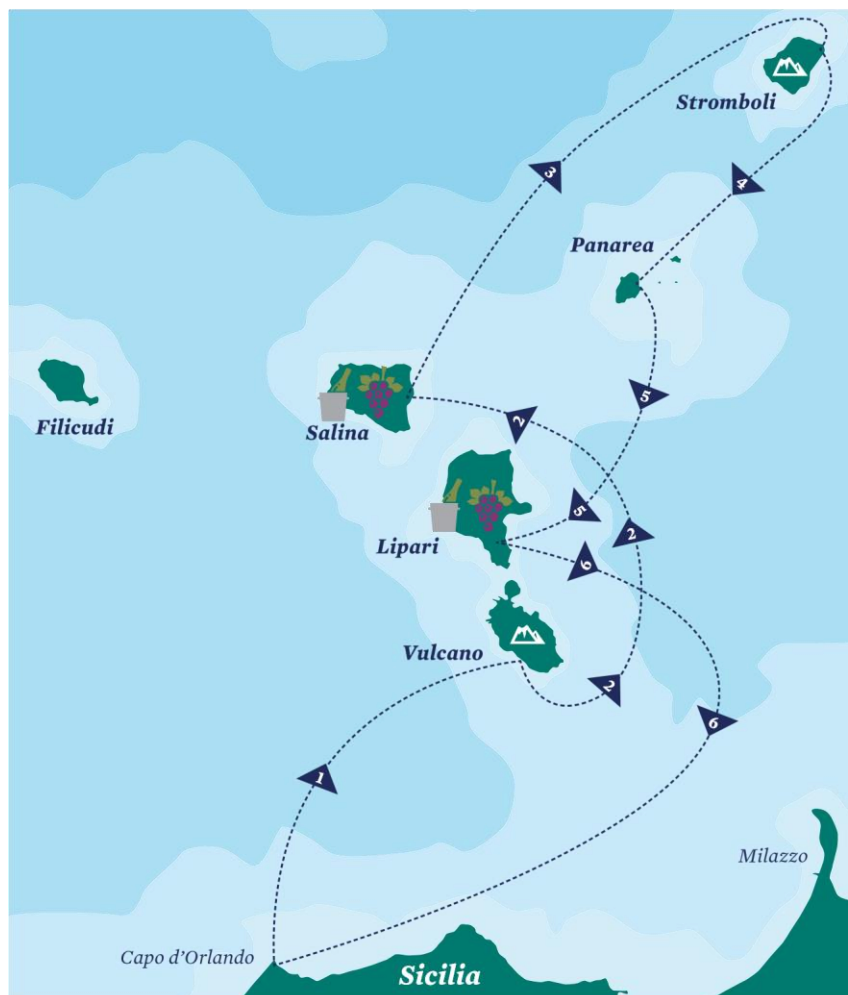 Stromboli
3
4
Panarea
Filicudi
Salina
2
5
Lipari
5
2
6
Vulcano
2
6
1
Milazzo
Capo d'Orlando
Sicilia